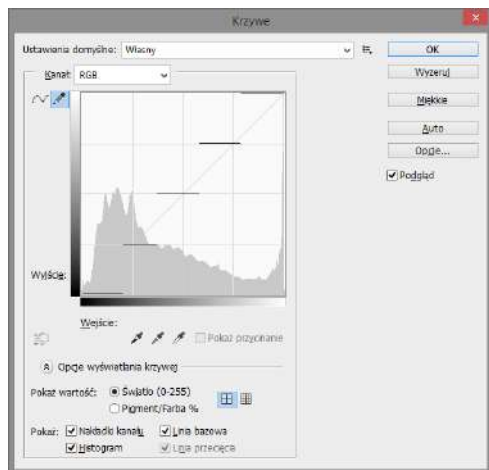 Krzywe
Ustawienia domyślne: Własny
OK
Kanał: RGB
Wyzeruj
Miękkie
Auto
Opcje...
Podgląd
Wyjście:
Wejście:
Pokaż przycinanie
Opcje wyświetlania krzywej
Pokaż wartość: Światło (0-255)
Pigment/Farba %
Pokaż: Nakładki kanału Linia bazowa
Histogram Linia przecięcia